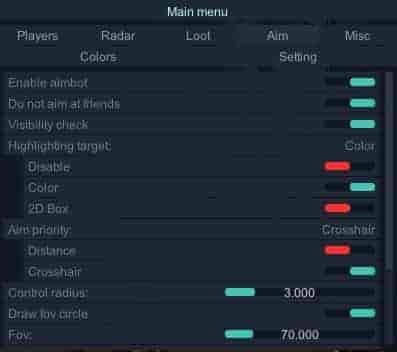 Main menu
Players Radar Loot Aim Misc
Colors Setting
Enable aimbot
Do not aim at friends
Visibility check
Highlighting target: Color
Disable
Color
2D Box
Aim priority: Crosshair
Distance
Crosshair
Control radius: 3.000
Draw fov circle
Fov: 70.000